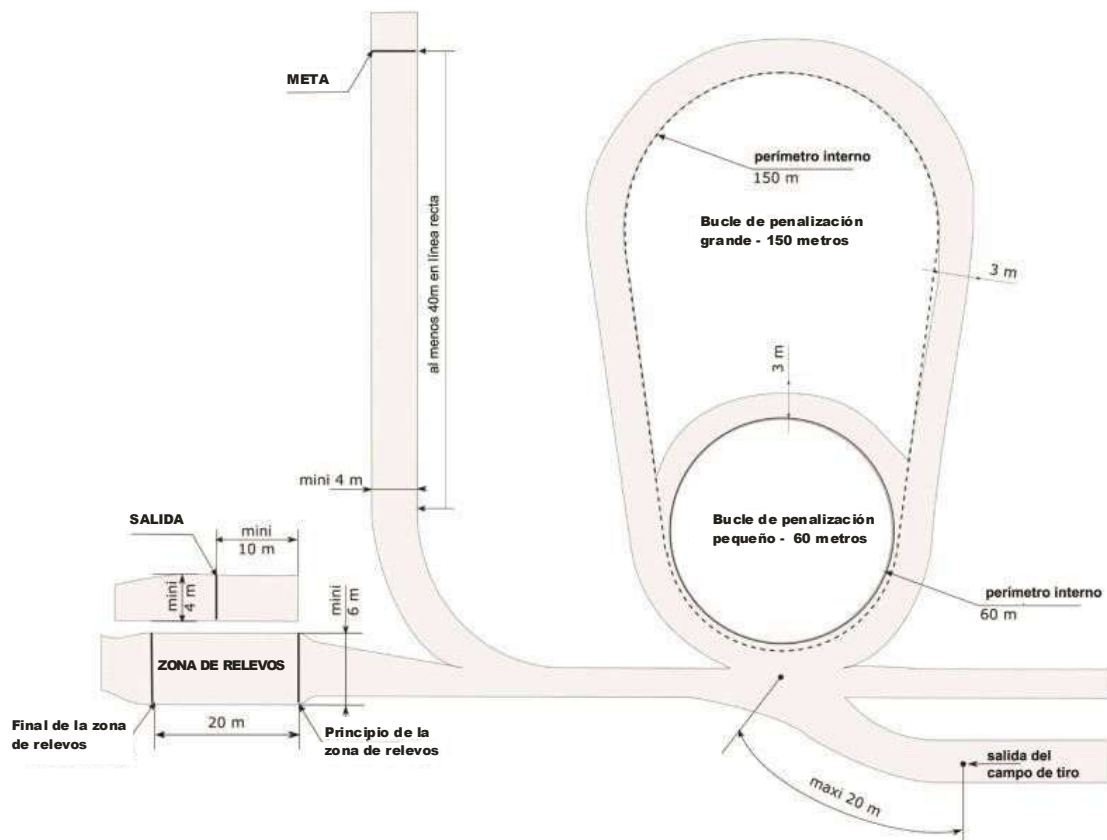 META
perímetro interno
150 m
Bucle de penalización
grande - 150 metros
3 m
al menos 40m en línea recta
3 m
mini 4 m
SALIDA
mini
10 m
Bucle de penalización
pequeño - 60 metros
mini
4 m
mini
6 m
perímetro interno
60 m
ZONA DE RELEVOS
Final de la zona
de relevos
20 m
Principio de la
zona de relevos
salida del
campo de tiro
maxi 20 m